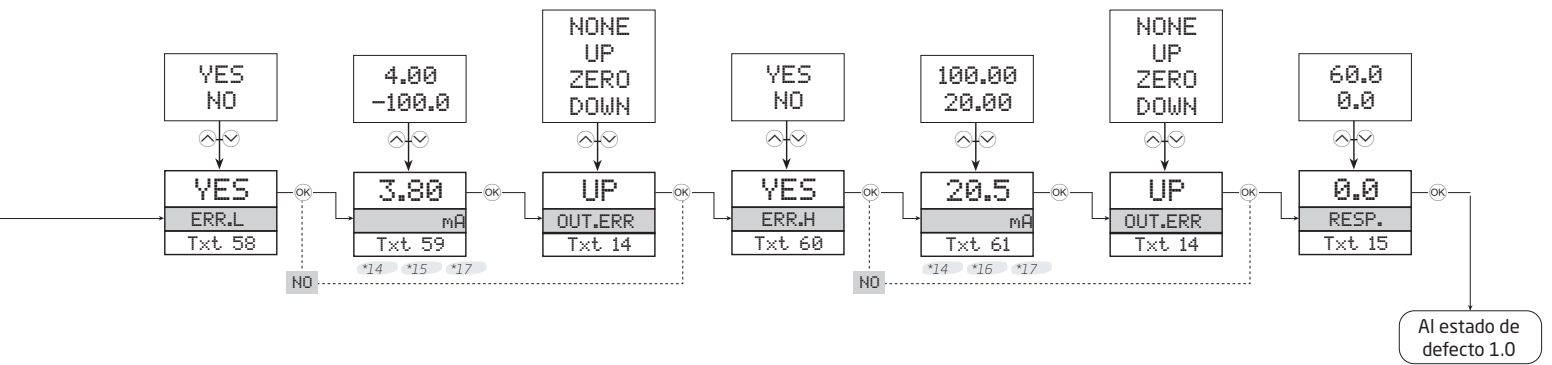 YES
NO
YES
ERR.L
Txt 58
OK
NO
4.00
-100.0
3.80
mA
Txt 59
*14 *15 *17
OK
NONE
UP
ZERO
DOWN
UP
OUT.ERR
Txt 14
OK
YES
NO
YES
ERR.H
Txt 60
OK
NO
100.00
20.00
20.5
mA
Txt 61
*14 *16 *17
OK
NONE
UP
ZERO
DOWN
UP
OUT.ERR
Txt 14
OK
60.0
0.0
0.0
RESP.
Txt 15
OK
Al estado de
defecto 1.0